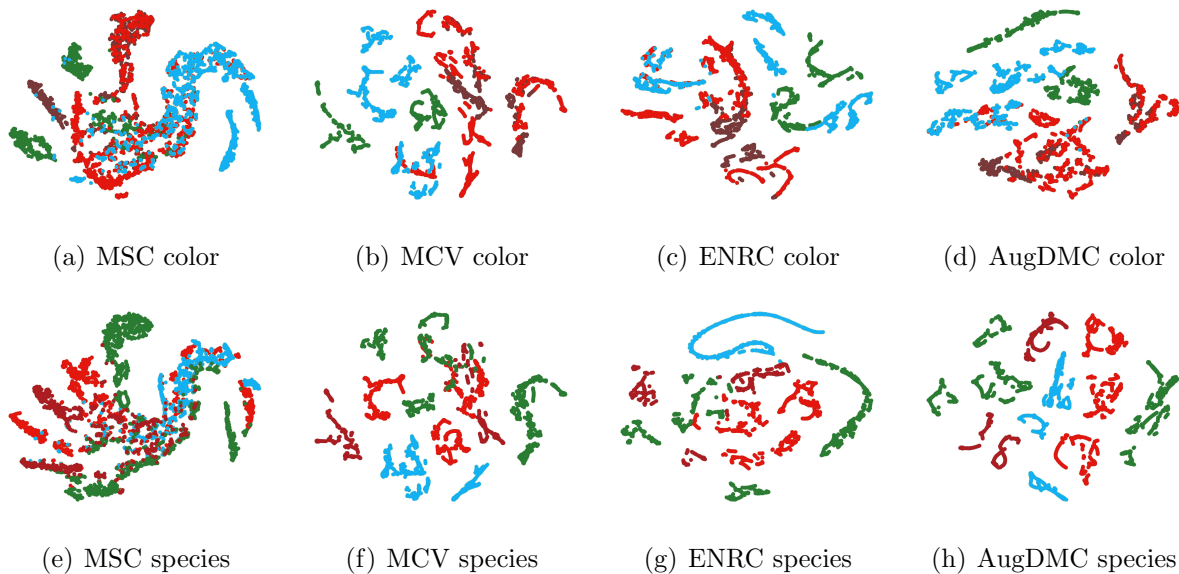 (a) MSC color (b) MCV color (c) ENRC color (d) AugDMC color
(e) MSC species (f) MCV species (g) ENRC species (h) AugDMC species